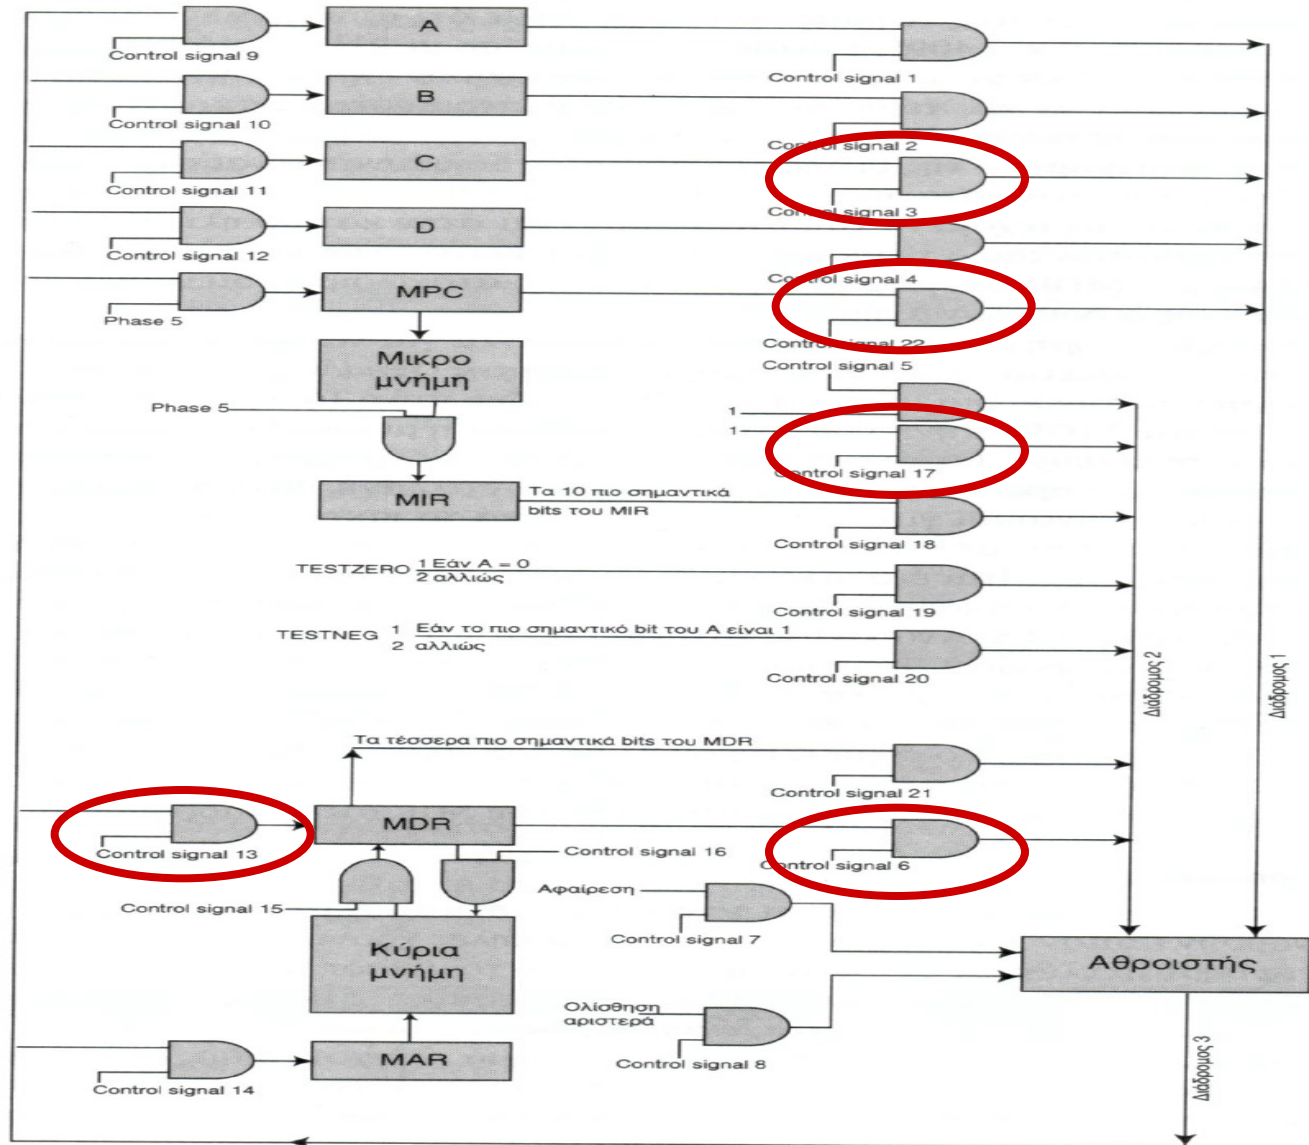 A
Control signal 9
Control signal 1
B
Control signal 10
Control signal 2
C
Control signal 11
Control signal 3
D
Control signal 12
Control signal 4
MPC
Phase 5
Control signal 22
Μικρο
μνήμη
Control signal 5
Phase 5
1
1
Control signal 17
MIR
Τα 10 πιο σημαντικά
bits του MIR
Control signal 18
TESTZERO 1 Εάν A = 0
2 αλλιώς
Control signal 19
TESTNEG 1 Εάν το πιο σημαντικό bit του A είναι 1
2 αλλιώς
Control signal 20
Διάδρομος 2
Διάδρομος 1
Τα τέσσερα πιο σημαντικά bits του MDR
Control signal 21
MDR
Control signal 13
Control signal 16
Control signal 6
Αφαίρεση
Control signal 15
Control signal 7
Κύρια
μνήμη
Αθροιστής
Ολίσθηση
αριστερά
MAR
Control signal 8
Control signal 14
Διάδρομος 3